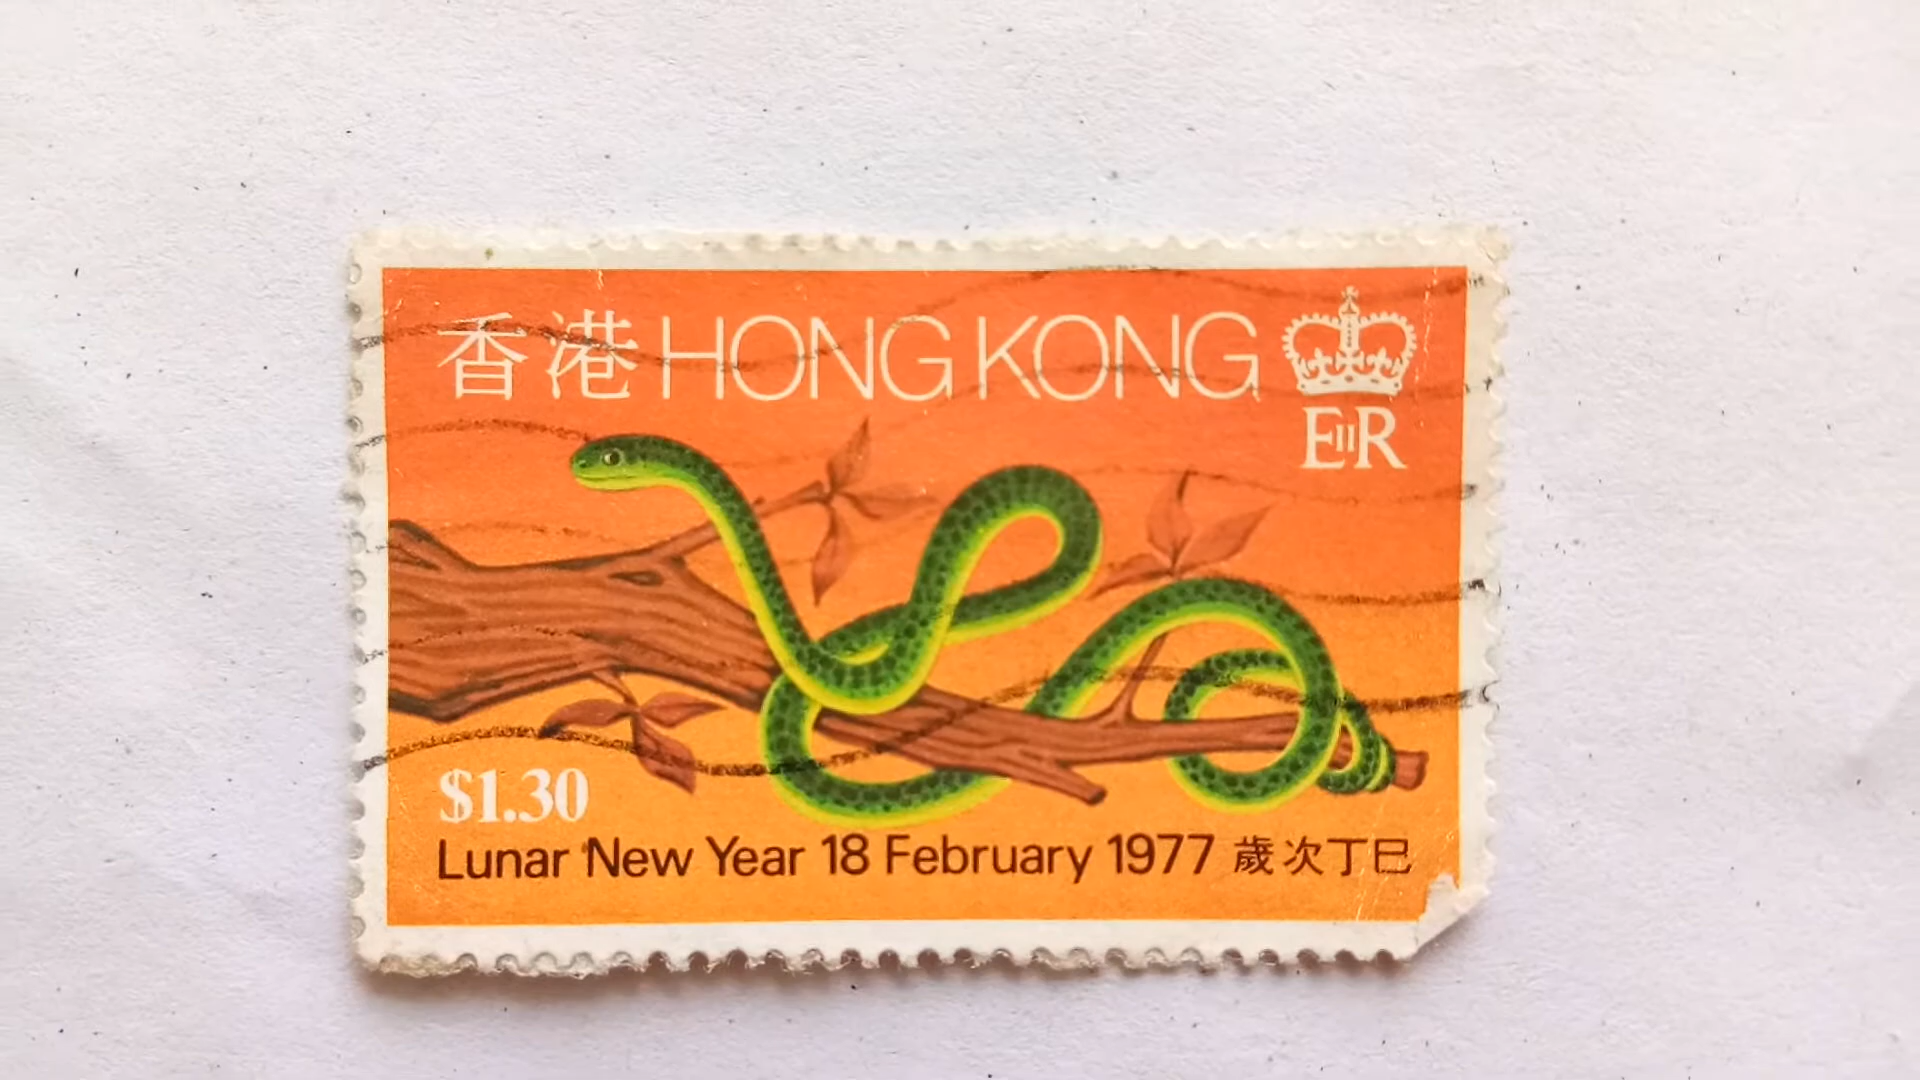 香港 HONG KONG
EIIR
$1.30
Lunar New Year 18 February 1977 歲次丁巳